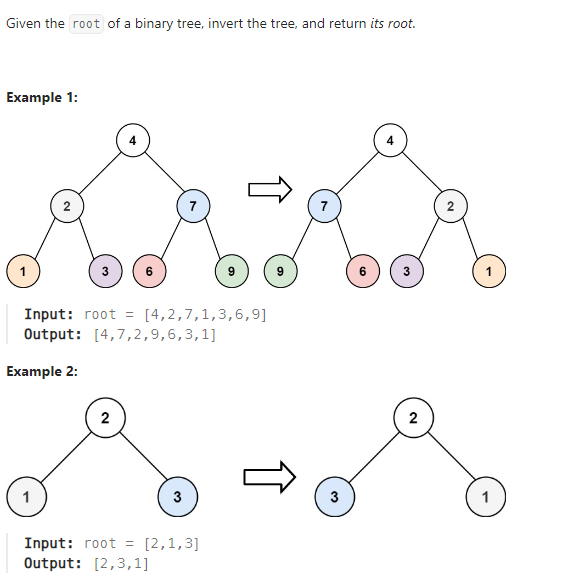 Given the root of a binary tree, invert the tree, and return its root.
Example 1:
4 4
2 7 7 2
1 3 6 9 9 6 3 1
Input: root = [4,2,7,1,3,6,9]
Output: [4,7,2,9,6,3,1]
Example 2:
2 2
1 3 3 1
Input: root = [2,1,3]
Output: [2,3,1]